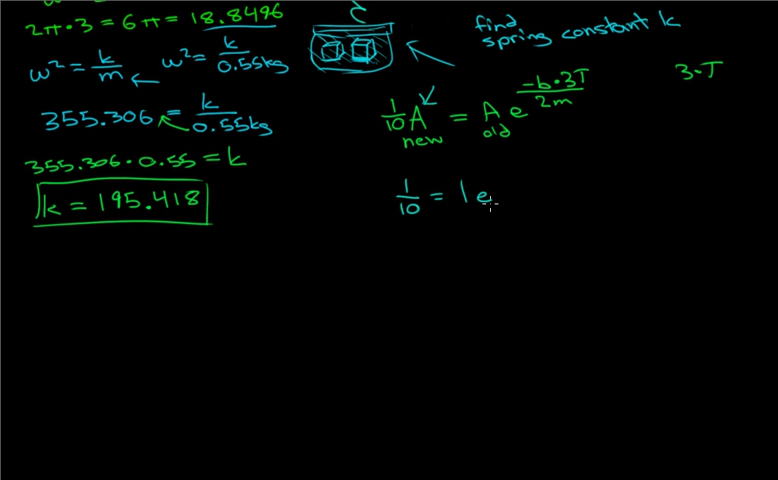 2π·3 = 6π = 18.8496
ω² = k/m
ω² = k/0.55kg
355.306 = k/0.55kg
355.306 · 0.55 = k
k = 195.418
find
spring constant k
3·T
1/10 A = A e^(-b·3T/2m)
new old
1/10 = 1 e